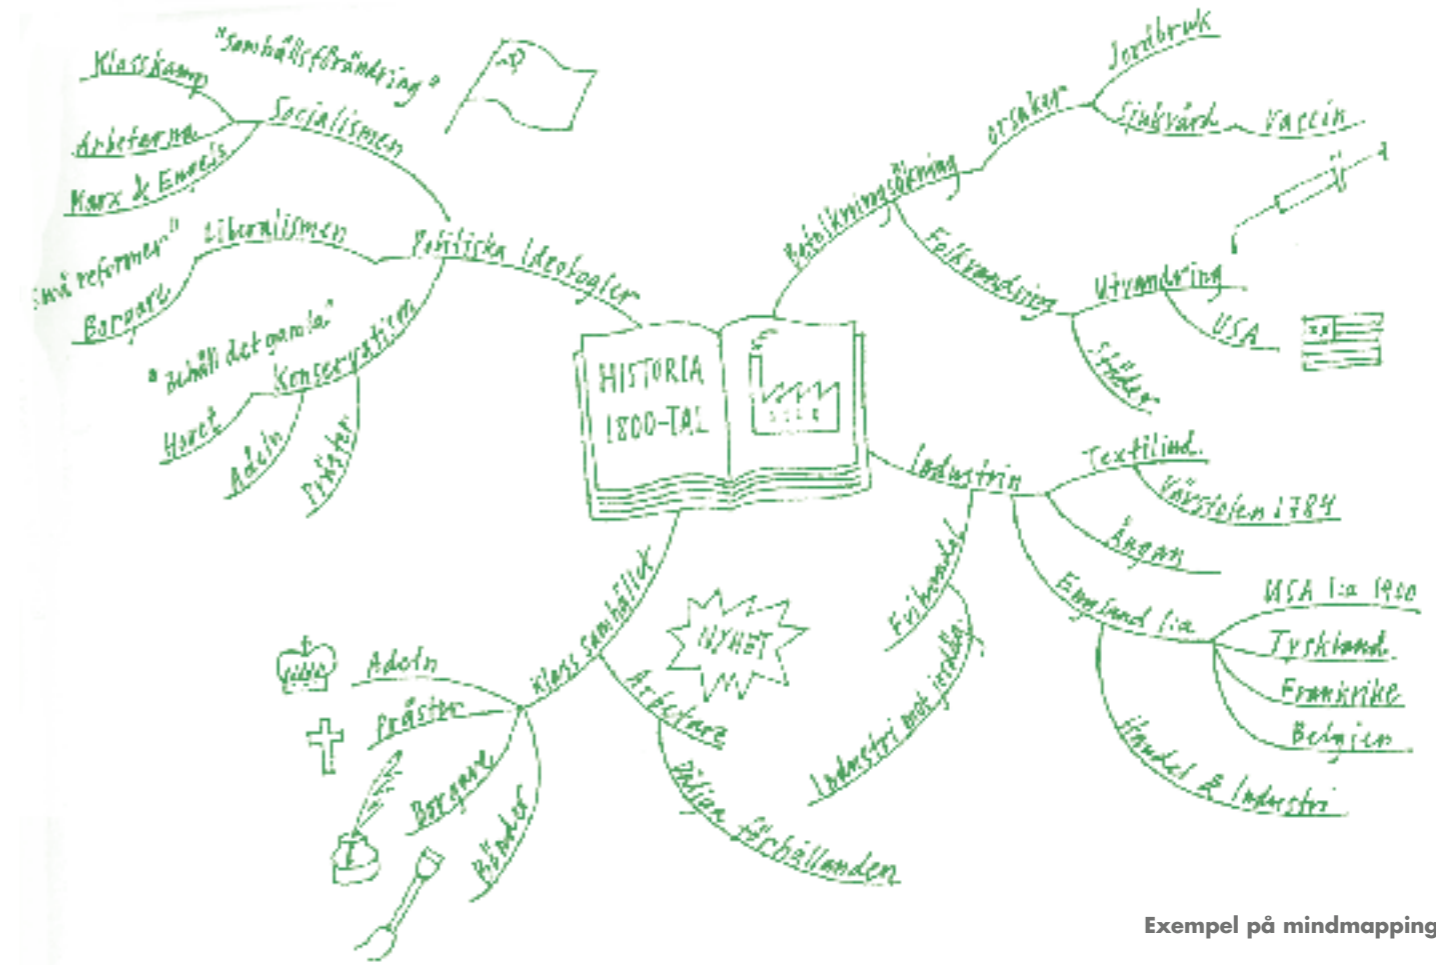 "Samhällsförändring"
Klasskamp
Socialismen
Arbetarna
Marx & Engels
Liberalismen
"små reformer"
Borgare
Politiska Ideologier
"Behåll det gamla"
Konservatism
Hovet
Adeln
Präster
HISTORIA
1800-TAL
Befolkningsökning
orsaker
Jordbruk
Sjukvård
Vaccin
Folkvandring
Utvandring
USA
Städer
Industrin
Textilind.
Vävstolen 1784
Ångan
England 1:a
USA 1:a 1900
Tyskland
Frankrike
Belgien
Handel & Industri
Frihandel
Industri mot
Klass samhället
NYHET
Adeln
Präster
Borgare
Bönder
Arbetare
Dåliga förhållanden
Exempel på mindmapping